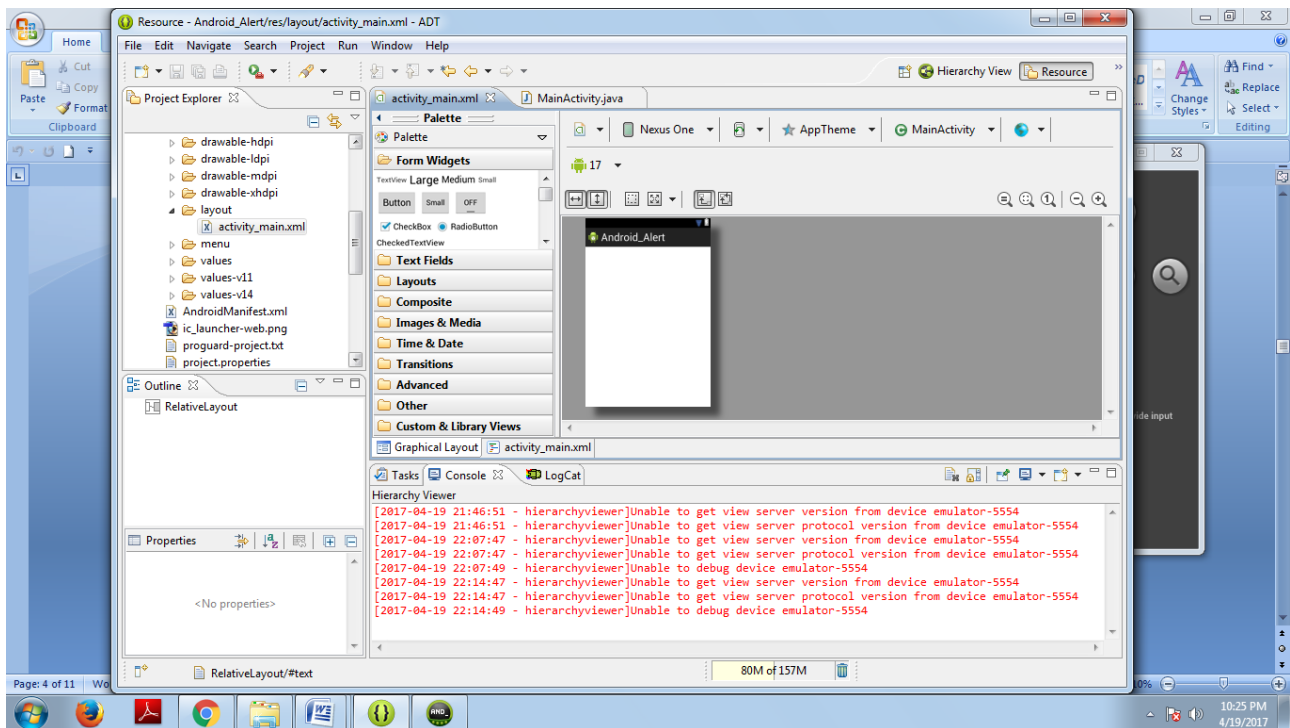 Resource - Android_Alert/res/layout/activity_main.xml - ADT
File Edit Navigate Search Project Run Window Help
Home
Cut
Copy
Paste
Format
Clipboard
Hierarchy View
Resource
»
Find
Replace
Select
Change
Styles
Editing
Project Explorer
drawable-hdpi
drawable-ldpi
drawable-mdpi
drawable-xhdpi
layout
activity_main.xml
menu
values
values-v11
values-v14
AndroidManifest.xml
ic_launcher-web.png
proguard-project.txt
project.properties
Outline
RelativeLayout
Properties
<No properties>
activity_main.xml
MainActivity.java
Palette
Palette
Form Widgets
TextView Large Medium Small
Button Small OFF
CheckBox RadioButton
CheckedTextView
Text Fields
Layouts
Composite
Images & Media
Time & Date
Transitions
Advanced
Other
Custom & Library Views
Graphical Layout
activity_main.xml
Nexus One
AppTheme
MainActivity
17
Android_Alert
Tasks
Console
LogCat
Hierarchy Viewer
[2017-04-19 21:46:51 - hierarchyviewer]Unable to get view server version from device emulator-5554
[2017-04-19 21:46:51 - hierarchyviewer]Unable to get view server protocol version from device emulator-5554
[2017-04-19 22:07:47 - hierarchyviewer]Unable to get view server version from device emulator-5554
[2017-04-19 22:07:47 - hierarchyviewer]Unable to get view server protocol version from device emulator-5554
[2017-04-19 22:07:49 - hierarchyviewer]Unable to debug device emulator-5554
[2017-04-19 22:14:47 - hierarchyviewer]Unable to get view server version from device emulator-5554
[2017-04-19 22:14:47 - hierarchyviewer]Unable to get view server protocol version from device emulator-5554
[2017-04-19 22:14:49 - hierarchyviewer]Unable to debug device emulator-5554
RelativeLayout/#text
80M of 157M
vide input
Page: 4 of 11
Wo
10%
AND_
10:25 PM
4/19/2017